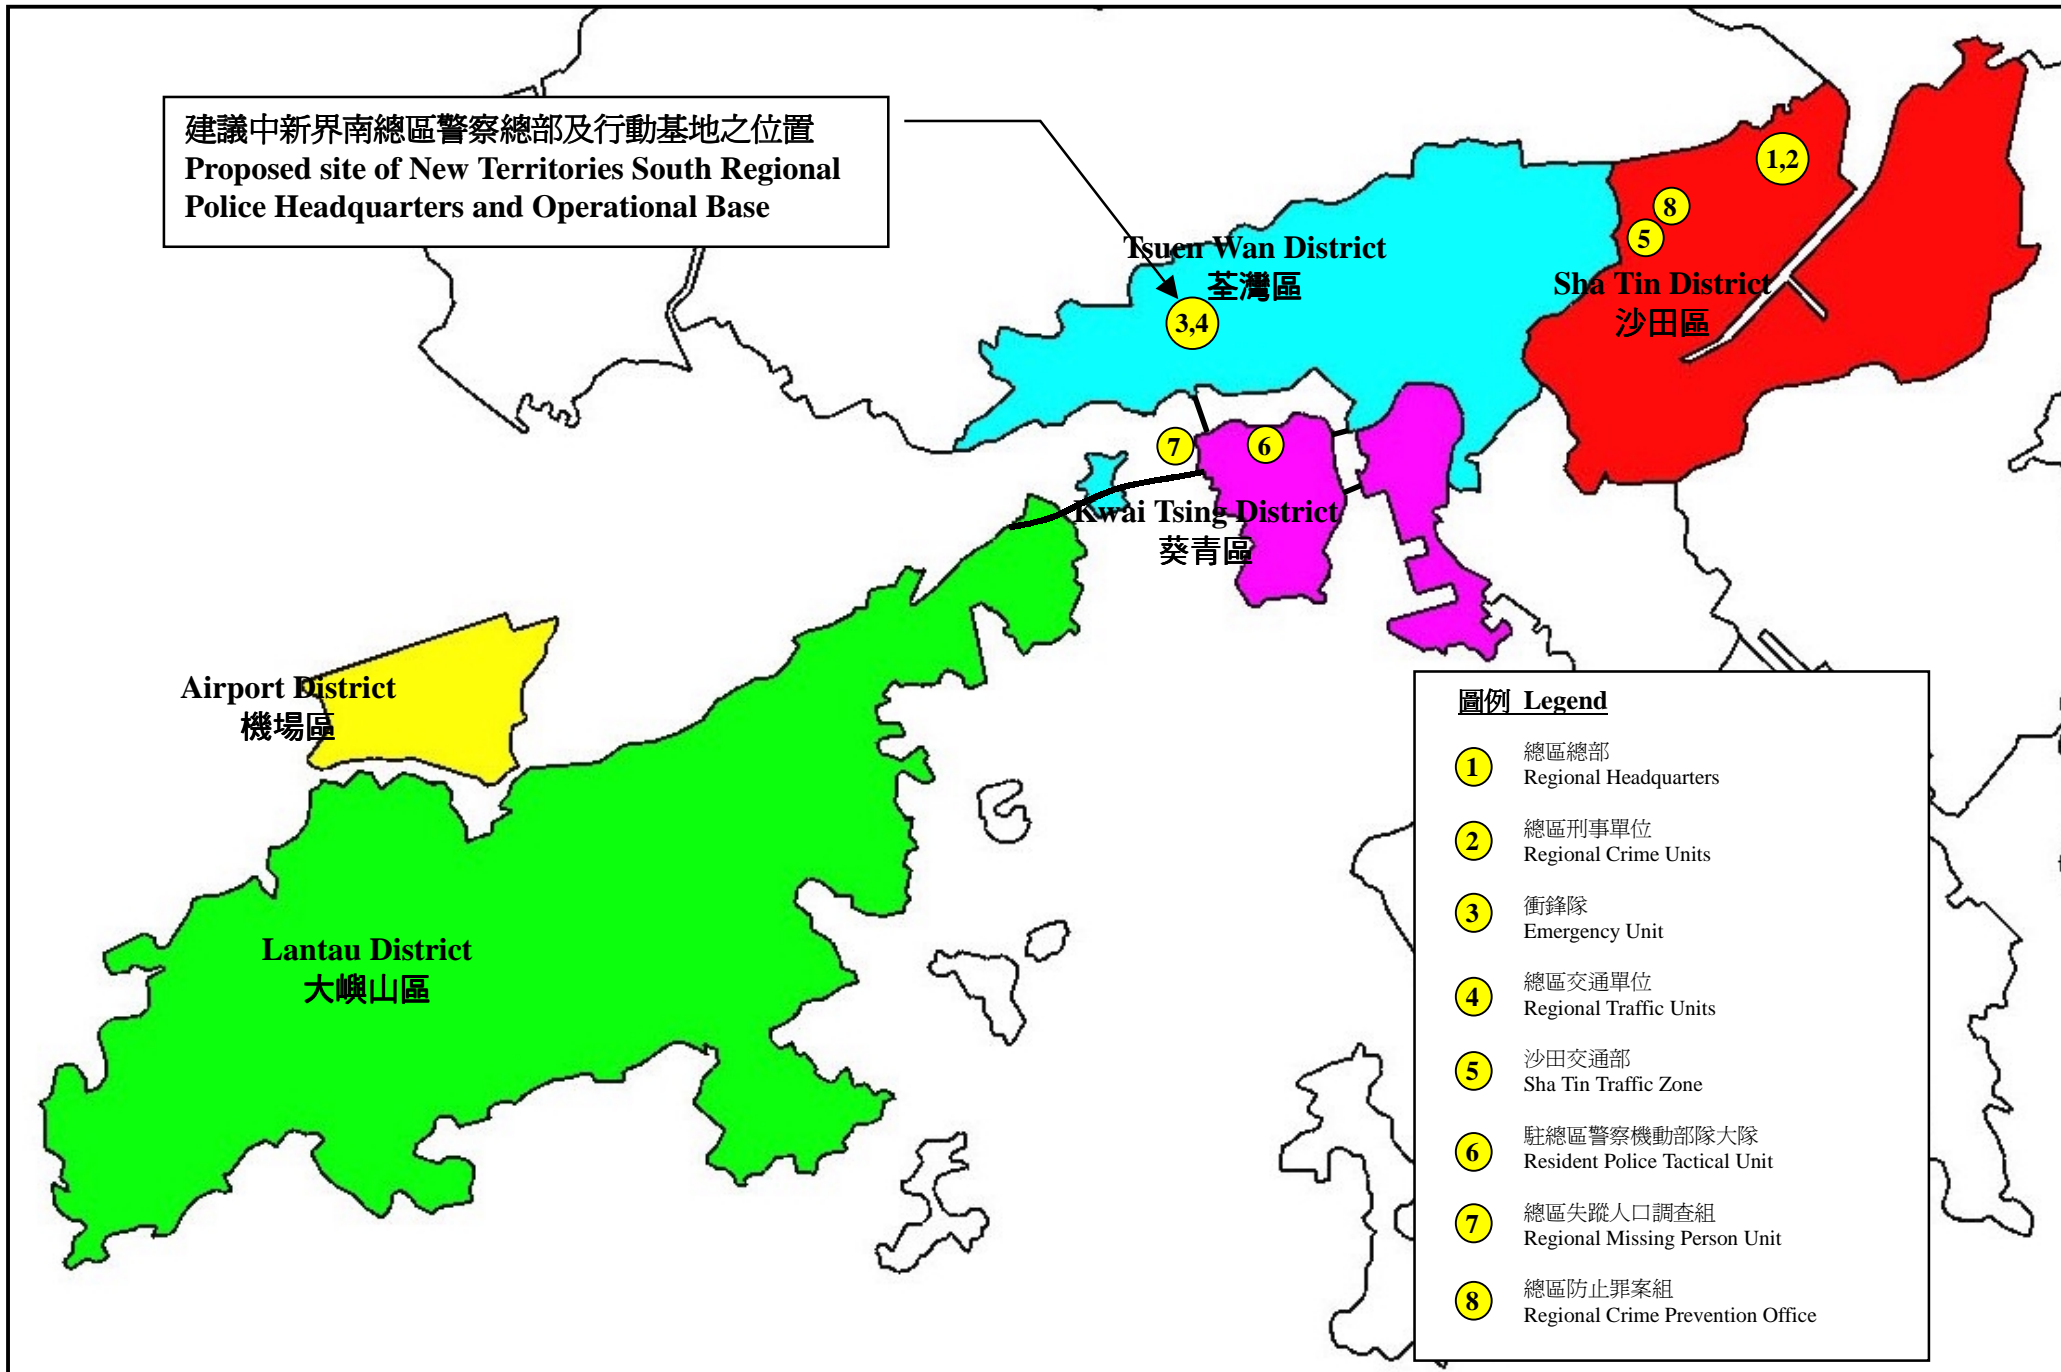 建議中新界南總區警察總部及行動基地之位置
Proposed site of New Territories South Regional
Police Headquarters and Operational Base
1,2
8
5
Tsuen Wan District
荃灣區
Sha Tin District
沙田區
3,4
7
6
Kwai Tsing District
葵青區
Airport District
機場區
Lantau District
大嶼山區
圖例 Legend
1
總區總部
Regional Headquarters
2
總區刑事單位
Regional Crime Units
3
衝鋒隊
Emergency Unit
4
總區交通單位
Regional Traffic Units
5
沙田交通部
Sha Tin Traffic Zone
6
駐總區警察機動部隊大隊
Resident Police Tactical Unit
7
總區失蹤人口調查組
Regional Missing Person Unit
8
總區防止罪案組
Regional Crime Prevention Office